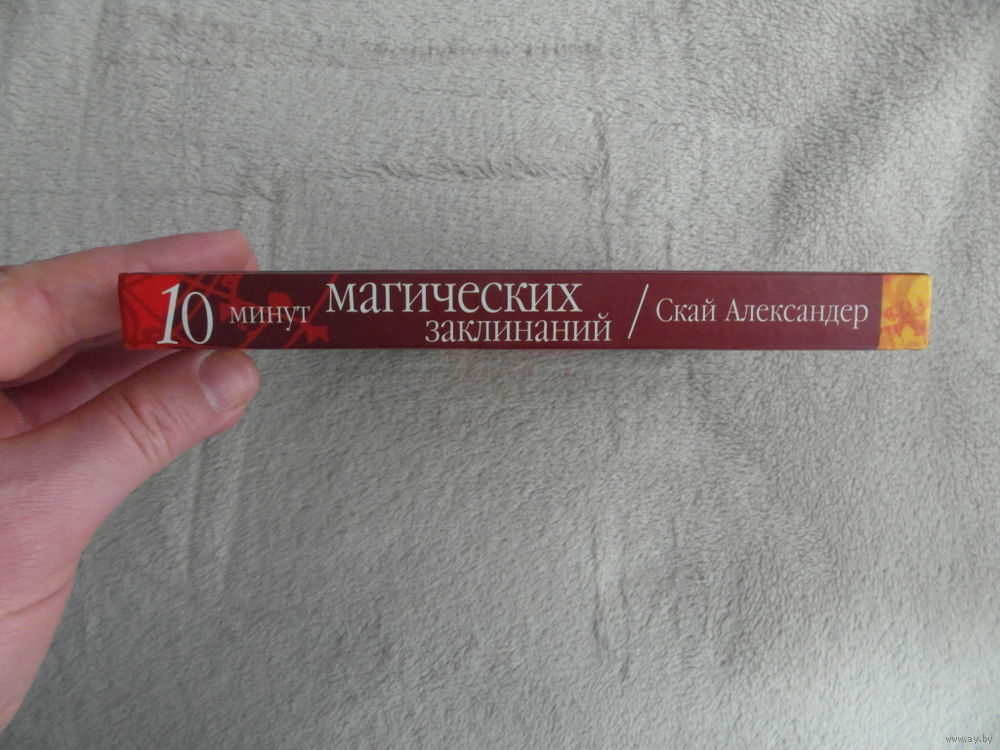 10 минут магических
заклинаний / Скай Александер
www.ay.by